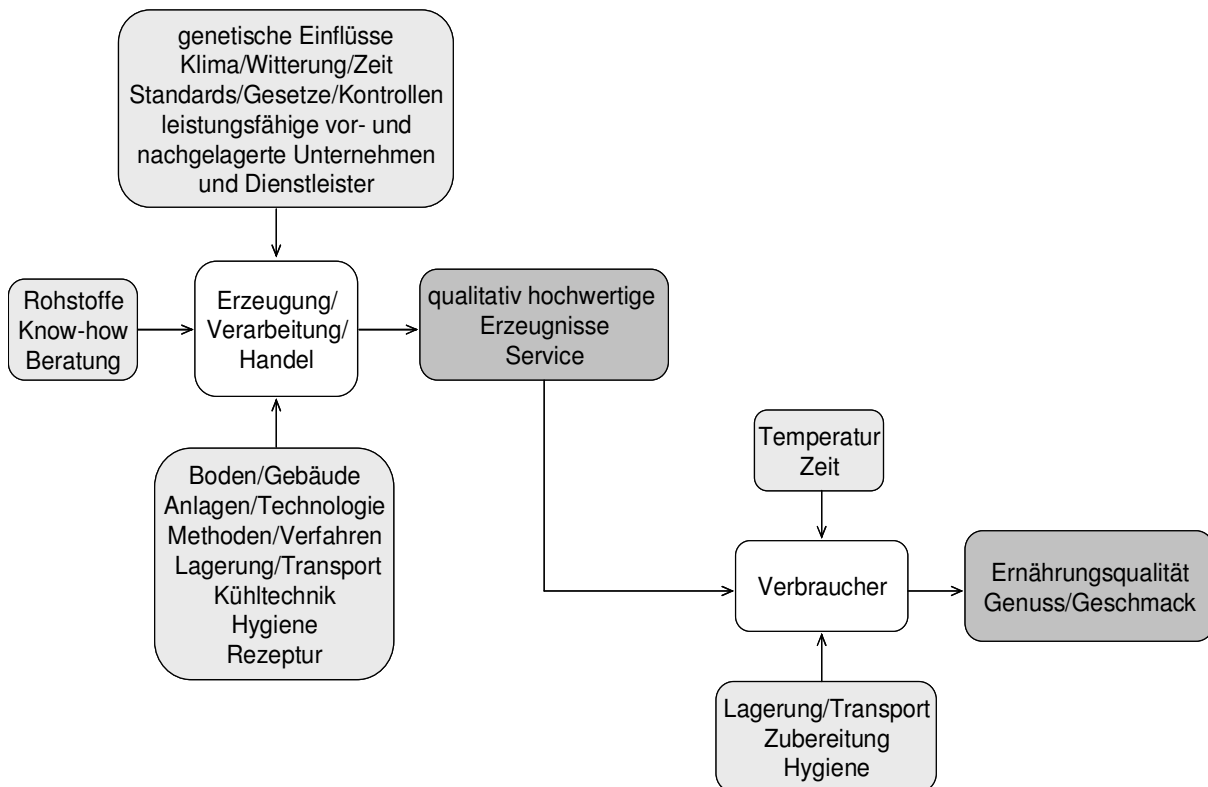 genetische Einflüsse
Klima/Witterung/Zeit
Standards/Gesetze/Kontrollen
leistungsfähige vor- und
nachgelagerte Unternehmen
und Dienstleister
Rohstoffe
Know-how
Beratung
Erzeugung/
Verarbeitung/
Handel
qualitativ hochwertige
Erzeugnisse
Service
Boden/Gebäude
Anlagen/Technologie
Methoden/Verfahren
Lagerung/Transport
Kühltechnik
Hygiene
Rezeptur
Temperatur
Zeit
Verbraucher
Ernährungsqualität
Genuss/Geschmack
Lagerung/Transport
Zubereitung
Hygiene